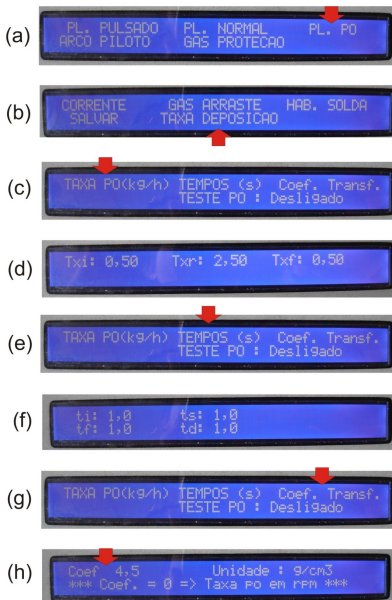 (a)
PL. PULSADO PL. NORMAL PL. PO
ARCO PILOTO GAS PROTECAO
(b)
CORRENTE GAS ARRASTE HAB. SOLDA
SALVAR TAXA DEPOSICAO
(c)
TAXA PO(kg/h) TEMPOS (s) Coef. Transf.
TESTE PO : Desligado
(d)
Txi: 0,50 Txr: 2,50 Txf: 0,50
(e)
TAXA PO(kg/h) TEMPOS (s) Coef. Transf.
TESTE PO : Desligado
(f)
ti: 1,0 ts: 1,0
tf: 1,0 td: 1,0
(g)
TAXA PO(kg/h) TEMPOS (s) Coef. Transf.
TESTE PO : Desligado
(h)
Coef 4,5 Unidade : g/cm3
*** Coef. = 0 => Taxa po em rpm ***